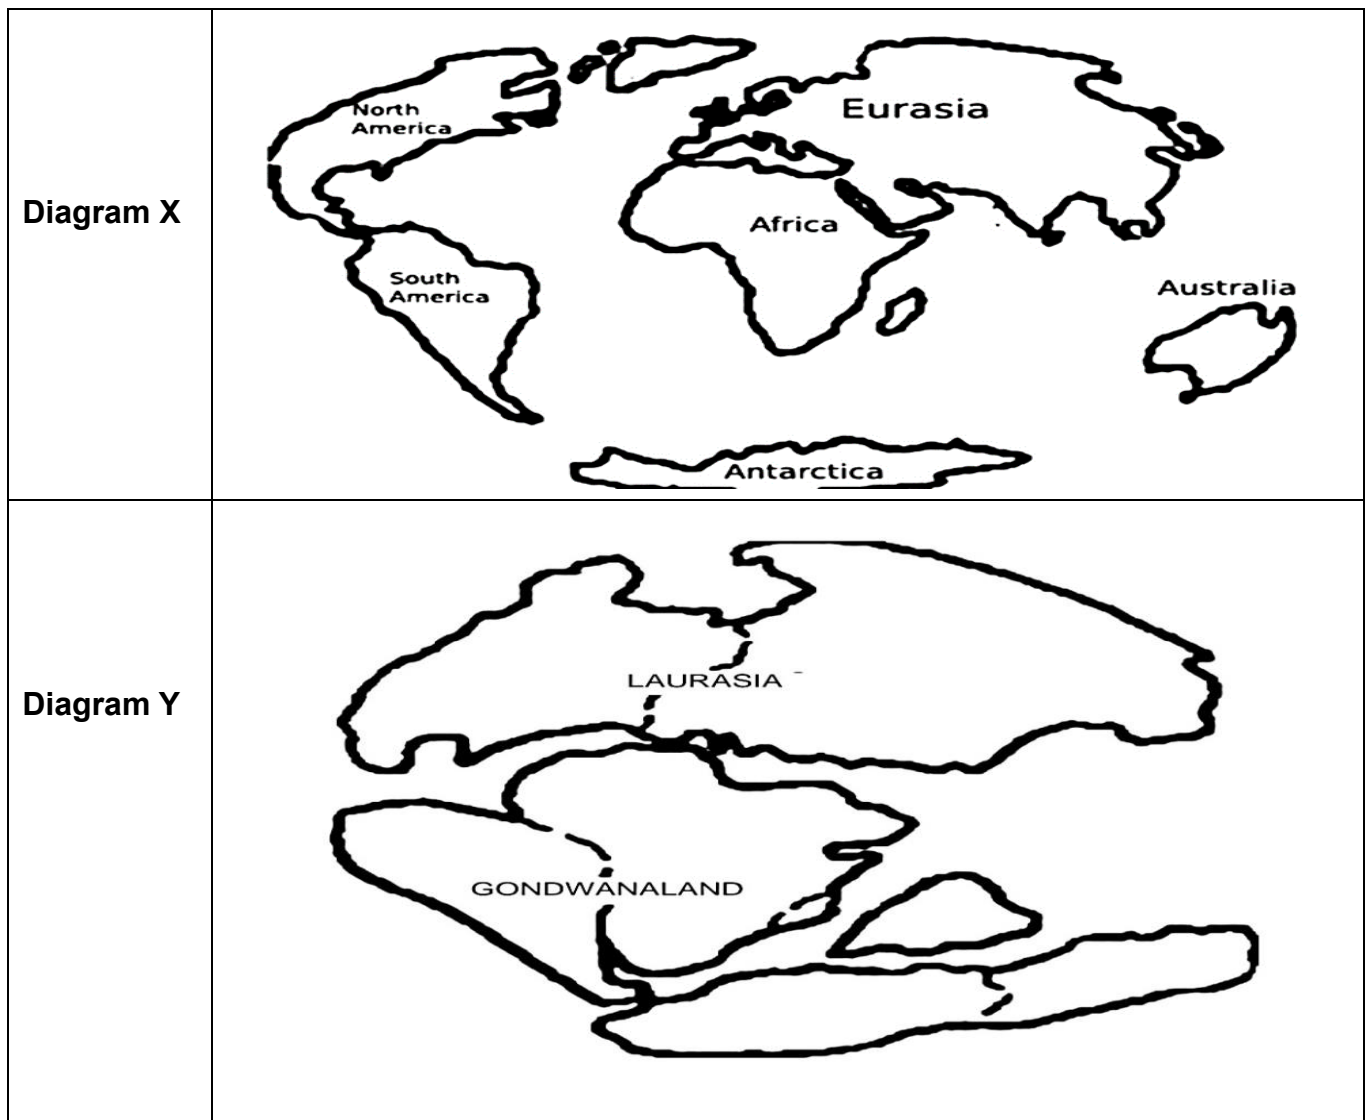 Diagram X
North
America
Eurasia
Africa
South
America
Australia
Antarctica
Diagram Y
LAURASIA
GONDWANALAND